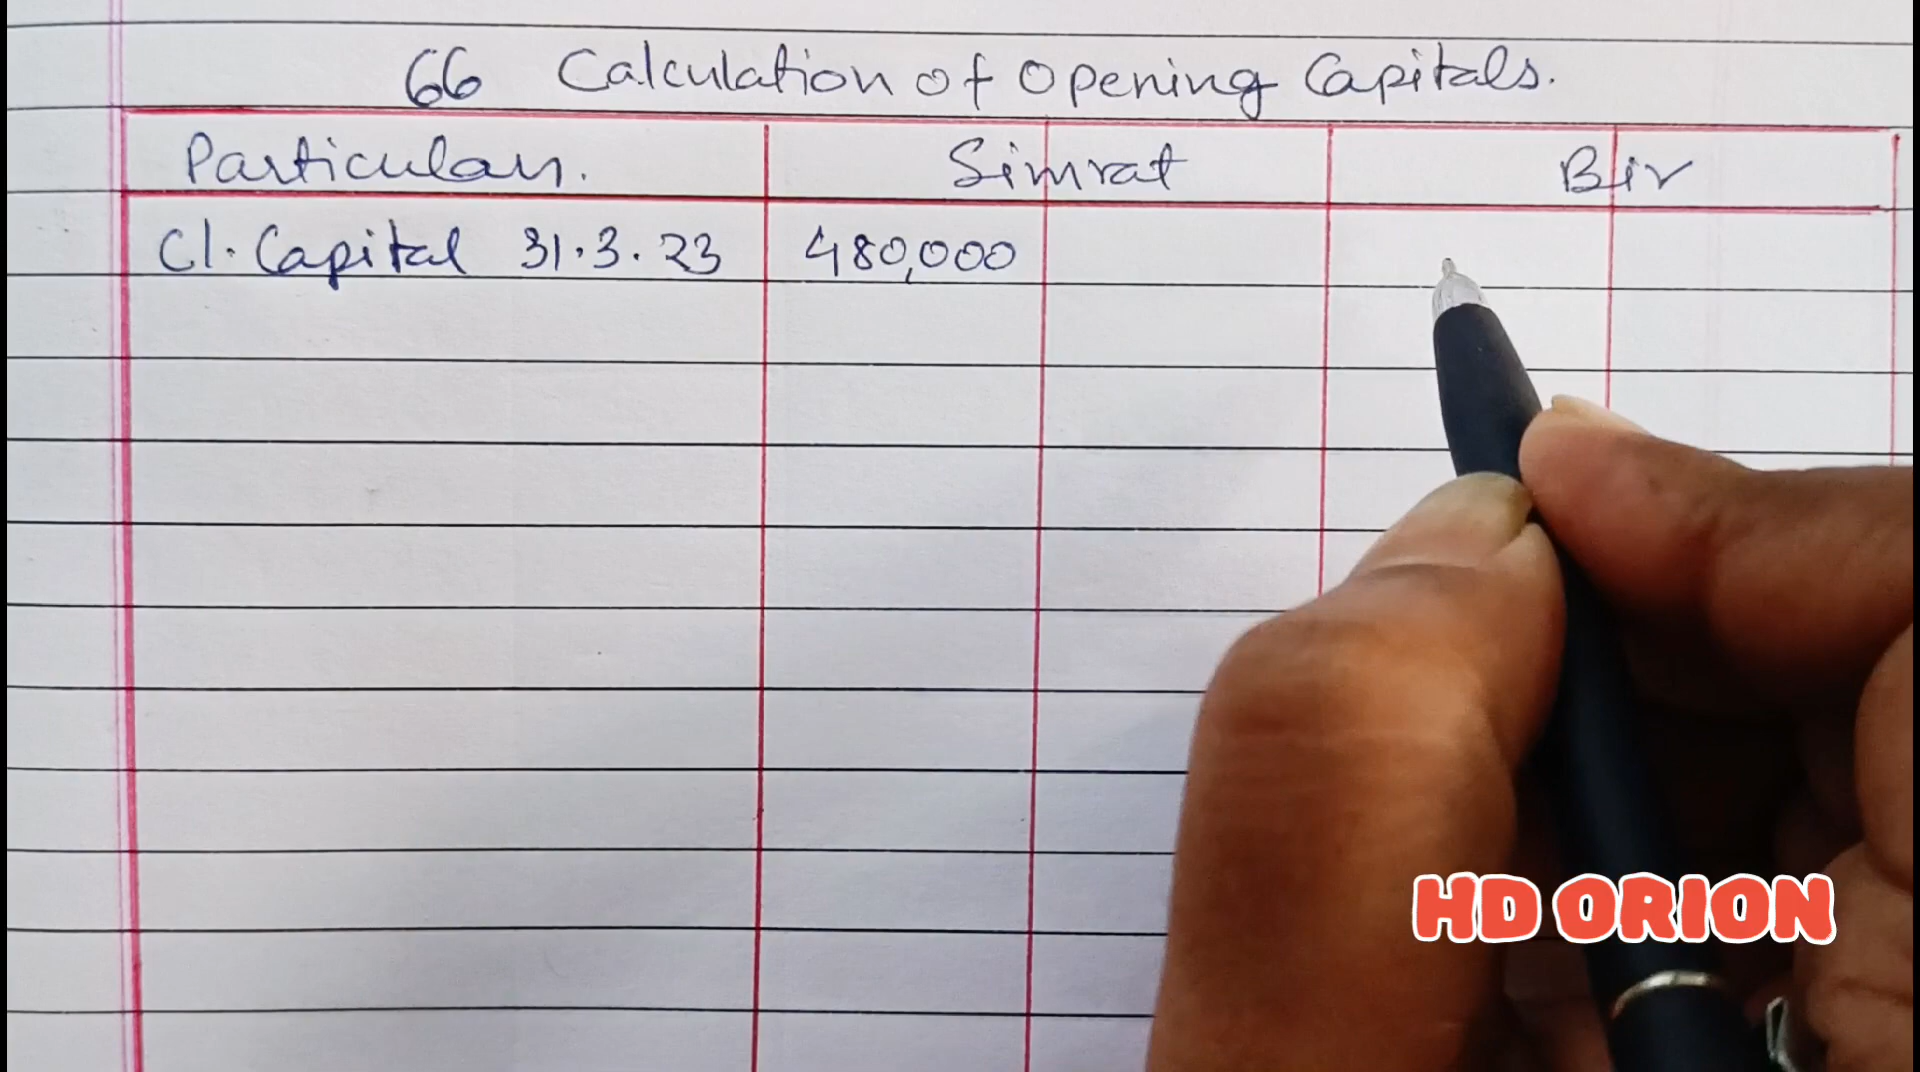 66 Calculation of Opening Capitals.
Particulars. Simrat Bir
Cl. Capital 31.3.23 480,000
HD ORION